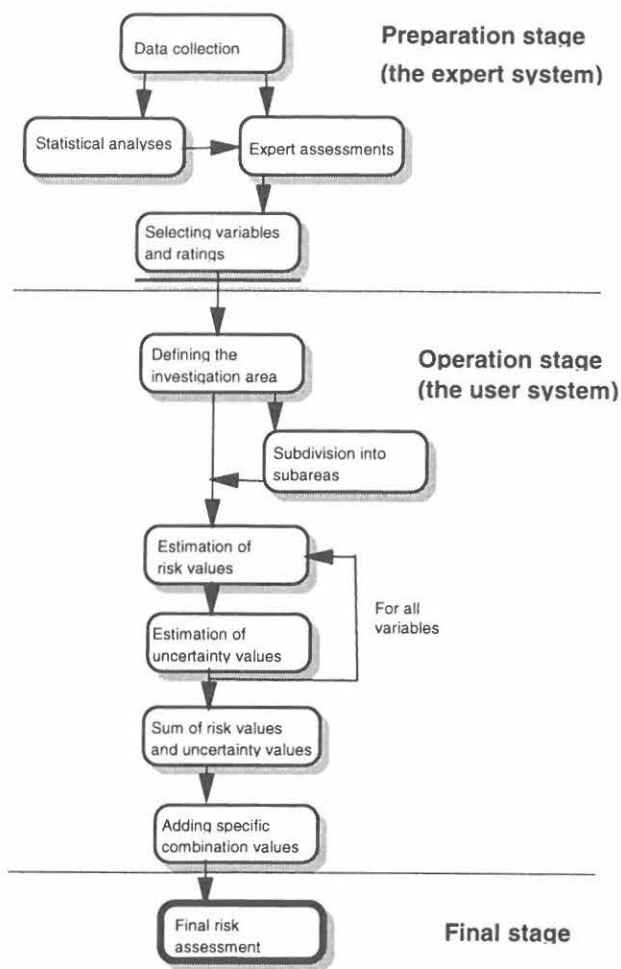 Data collection
Preparation stage
(the expert system)
Statistical analyses
Expert assessments
Selecting variables
and ratings
Defining the
investigation area
Operation stage
(the user system)
Subdivision into
subareas
Estimation of
risk values
For all
variables
Estimation of
uncertainty values
Sum of risk values
and uncertainty values
Adding specific
combination values
Final risk
assessment
Final stage